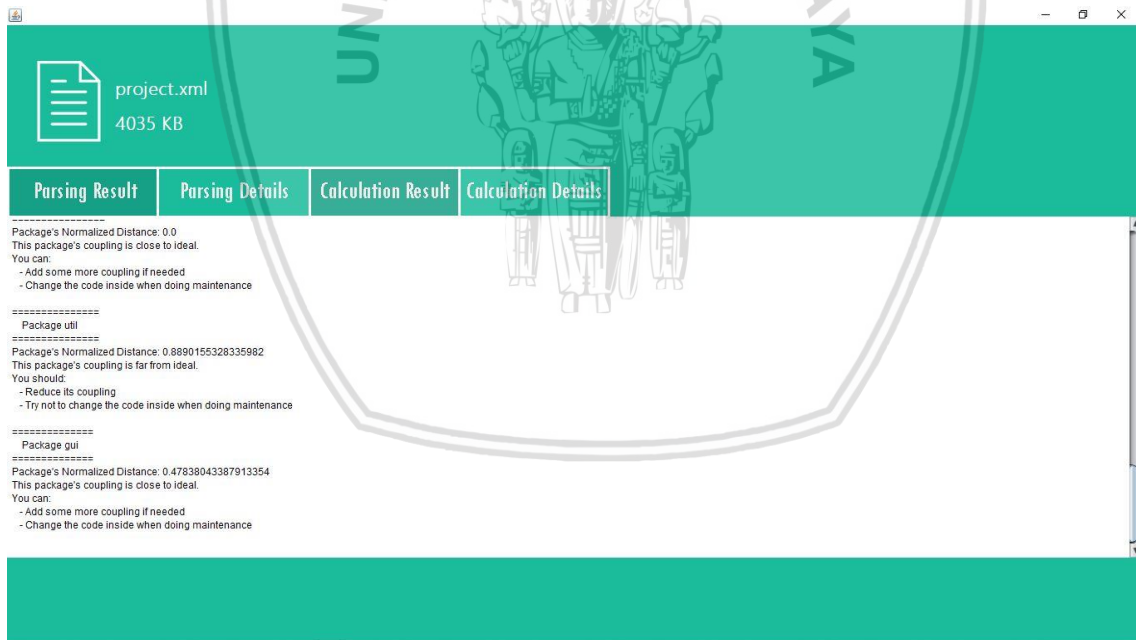 project.xml
4035 KB
Parsing Result
Parsing Details
Calculation Result
Calculation Details
================
Package's Normalized Distance: 0.0
This package's coupling is close to ideal.
You can:
- Add some more coupling if needed
- Change the code inside when doing maintenance
===============
Package util
===============
Package's Normalized Distance: 0.8890155328335982
This package's coupling is far from ideal.
You should:
- Reduce its coupling
- Try not to change the code inside when doing maintenance
==============
Package gui
==============
Package's Normalized Distance: 0.47838043387913354
This package's coupling is close to ideal.
You can:
- Add some more coupling if needed
- Change the code inside when doing maintenance
UN
AYA